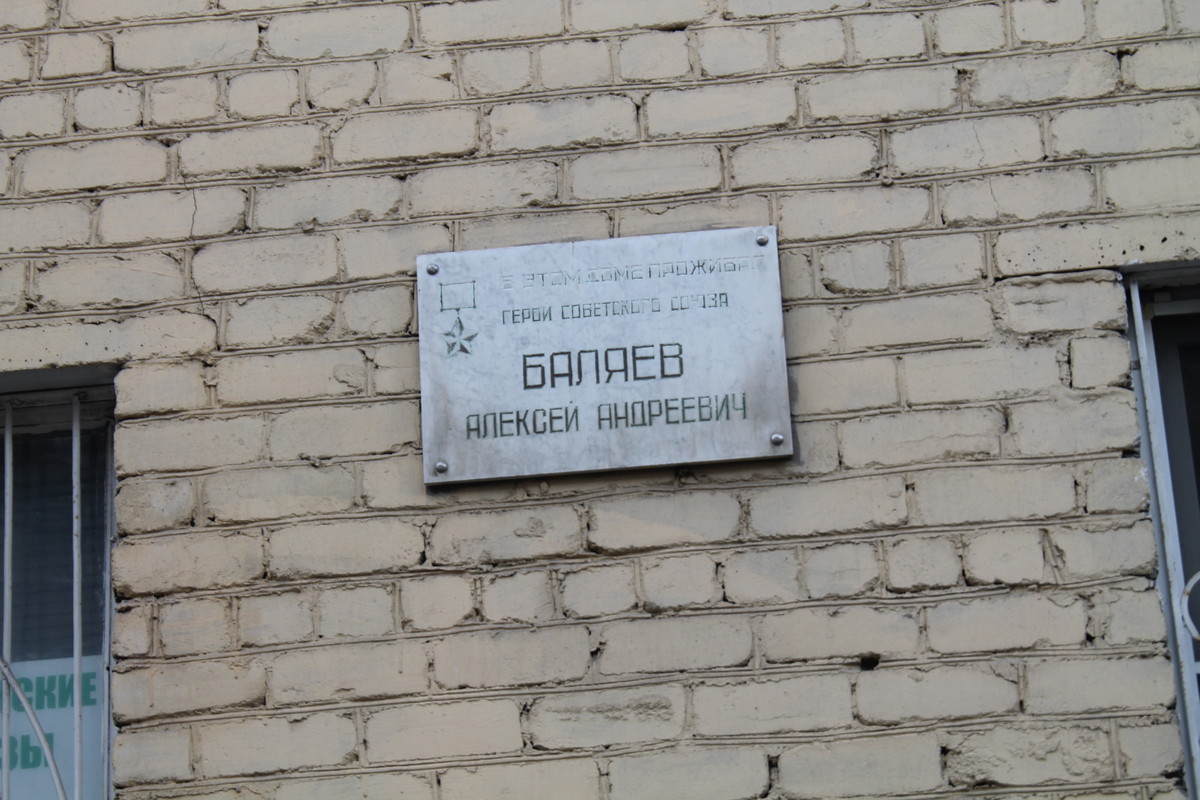 В ЭТОМ ДОМЕ ПРОЖИВАЛ
ГЕРОЙ СОВЕТСКОГО СОЮЗА
БАЛЯЕВ
АЛЕКСЕЙ АНДРЕЕВИЧ